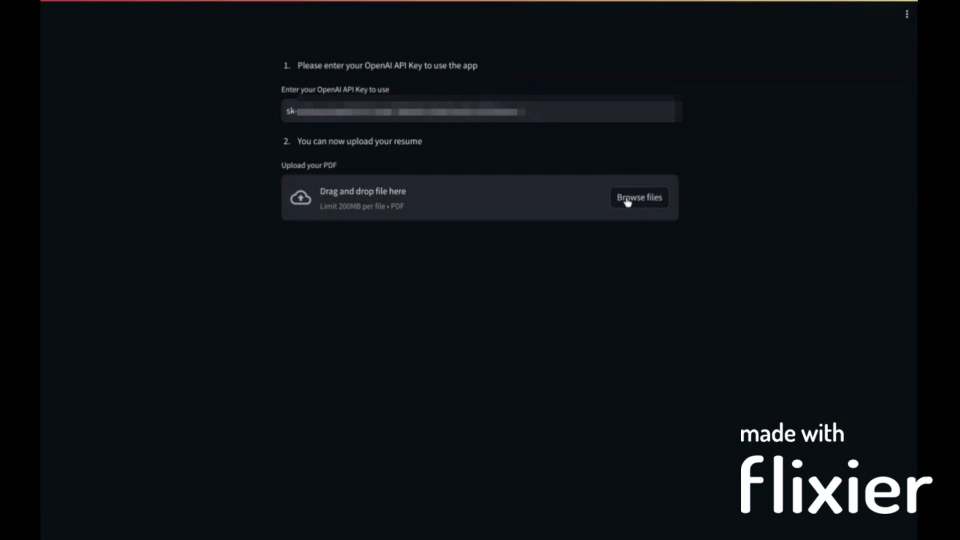 1. Please enter your OpenAI API Key to use the app
Enter your OpenAI API Key to use
sk-
2. You can now upload your resume
Upload your PDF
Drag and drop file here
Limit 200MB per file • PDF
Browse files
made with
flixier